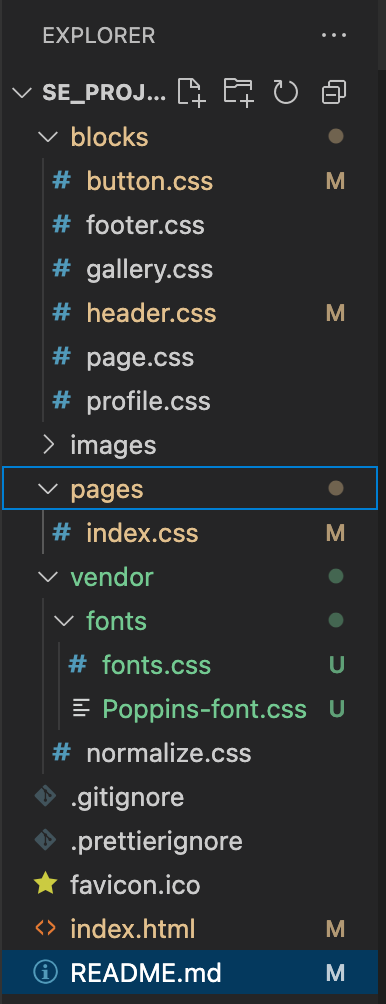 EXPLORER
SE_PROJ...
blocks
# button.css M
# footer.css
# gallery.css
# header.css M
# page.css
# profile.css
images
pages
# index.css M
vendor
fonts
# fonts.css U
Poppins-font.css U
# normalize.css
.gitignore
.prettierignore
favicon.ico
<> index.html M
README.md M